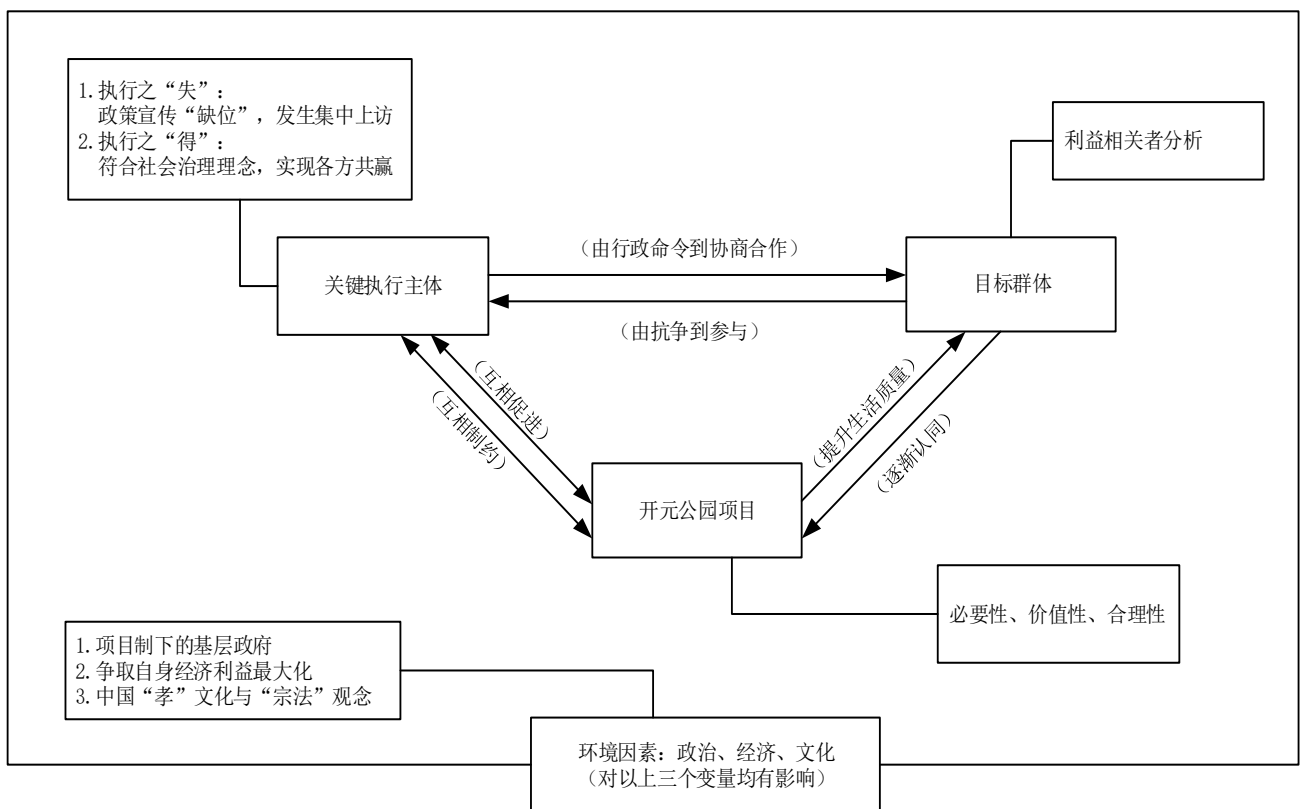 1.执行之“失”：
政策宣传“缺位”，发生集中上访
2.执行之“得”：
符合社会治理理念，实现各方共赢
利益相关者分析
（由行政命令到协商合作）
关键执行主体
目标群体
（由抗争到参与）
（互相促进）
（互相制约）
（提升生活质量）
（逐渐认同）
开元公园项目
必要性、价值性、合理性
1.项目制下的基层政府
2.争取自身经济利益最大化
3.中国“孝”文化与“宗法”观念
环境因素：政治、经济、文化
（对以上三个变量均有影响）